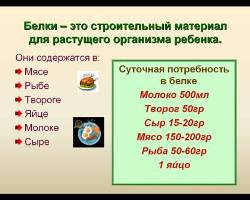 Белки – это строительный материал
для растущего организма ребенка.
Они содержатся в:
Мясе
Рыбе
Твороге
Яйце
Молоке
Сыре
Суточная потребность
в белке
Молоко 500мл
Творог 50гр
Сыр 15-20гр
Мясо 150-200гр
Рыба 50-60гр
1 яйцо